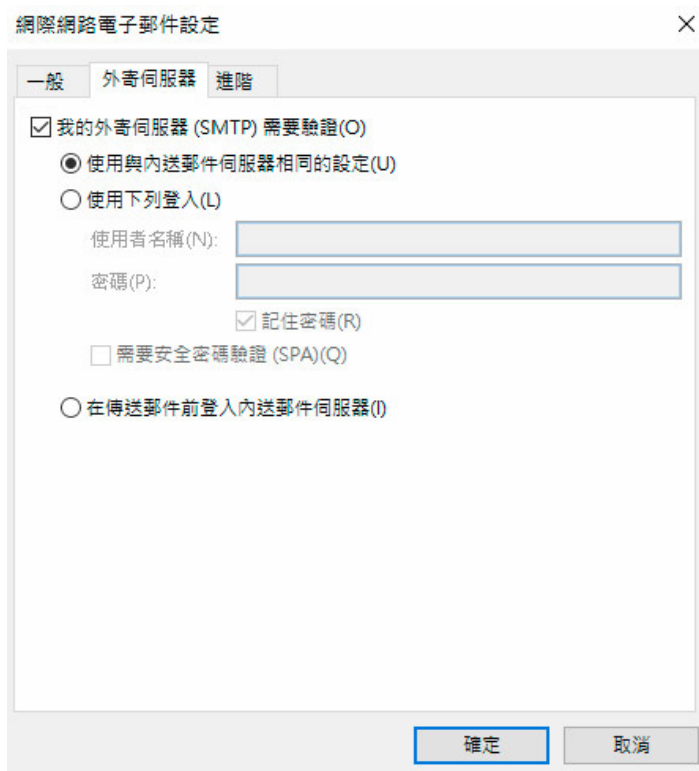 網際網路電子郵件設定
一般 外寄伺服器 進階
我的外寄伺服器 (SMTP) 需要驗證(O)
使用與內送郵件伺服器相同的設定(U)
使用下列登入(L)
使用者名稱(N):
密碼(P):
記住密碼(R)
需要安全密碼驗證 (SPA)(Q)
在傳送郵件前登入內送郵件伺服器(I)
確定 取消